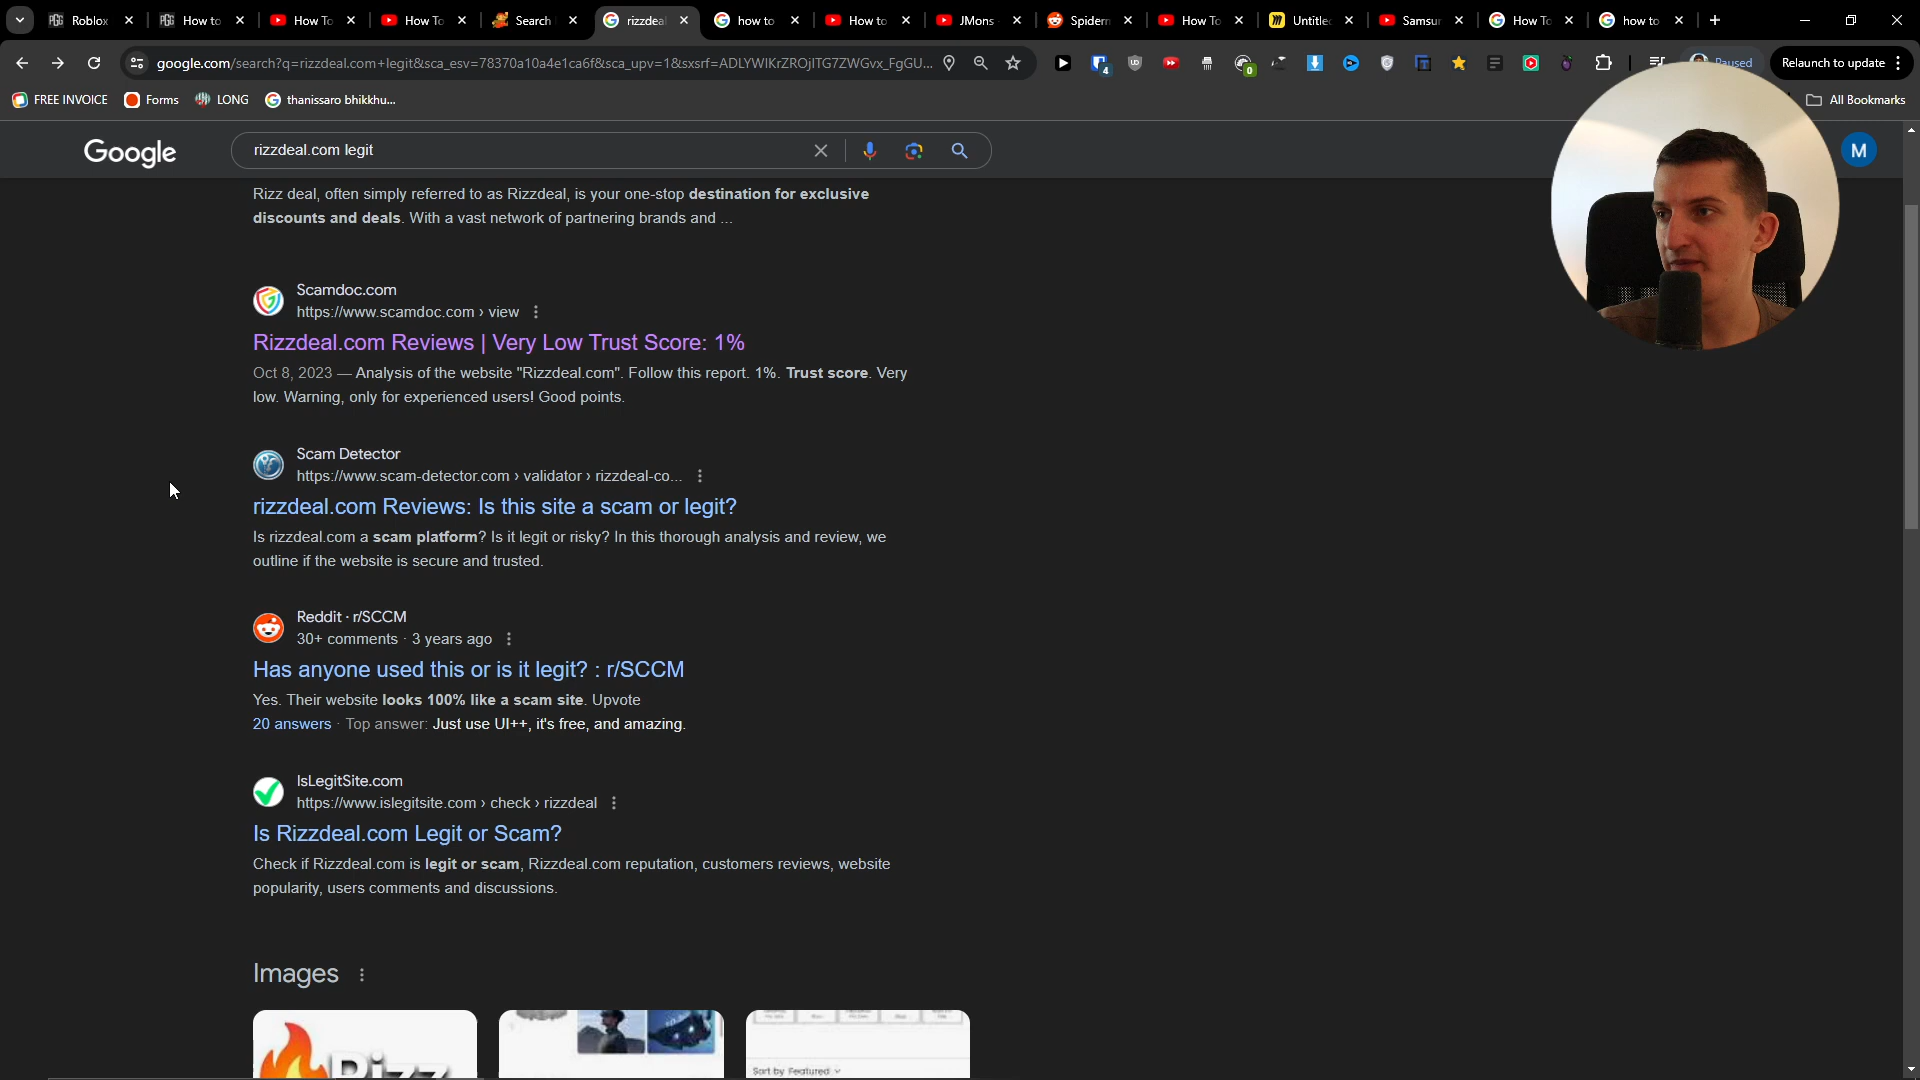 Roblox
How to
How To
How To
Search
rizzdeal
how to
How to
JMons
Spiderm
How To
Untitled
Samsur
How To
how to
google.com/search?q=rizzdeal.com+legit&sca_esv=78370a10a4e1ca6f&sca_upv=1&sxsrf=ADLYWIKrZROjITG7ZWGvx_FgGU...
4
0
Paused
Relaunch to update
FREE INVOICE
Forms
LONG
thanissaro bhikkhu...
All Bookmarks
Google
rizzdeal.com legit
M
Rizz deal, often simply referred to as Rizzdeal, is your one-stop destination for exclusive
discounts and deals. With a vast network of partnering brands and ...
Scamdoc.com
https://www.scamdoc.com › view
Rizzdeal.com Reviews | Very Low Trust Score: 1%
Oct 8, 2023 — Analysis of the website "Rizzdeal.com". Follow this report. 1%. Trust score. Very
low. Warning, only for experienced users! Good points.
Scam Detector
https://www.scam-detector.com › validator › rizzdeal-co...
rizzdeal.com Reviews: Is this site a scam or legit?
Is rizzdeal.com a scam platform? Is it legit or risky? In this thorough analysis and review, we
outline if the website is secure and trusted.
Reddit · r/SCCM
30+ comments · 3 years ago
Has anyone used this or is it legit? : r/SCCM
Yes. Their website looks 100% like a scam site. Upvote
20 answers · Top answer: Just use UI++, it's free, and amazing.
IsLegitSite.com
https://www.islegitsite.com › check › rizzdeal
Is Rizzdeal.com Legit or Scam?
Check if Rizzdeal.com is legit or scam, Rizzdeal.com reputation, customers reviews, website
popularity, users comments and discussions.
Images
Rizz
Sort by Featured